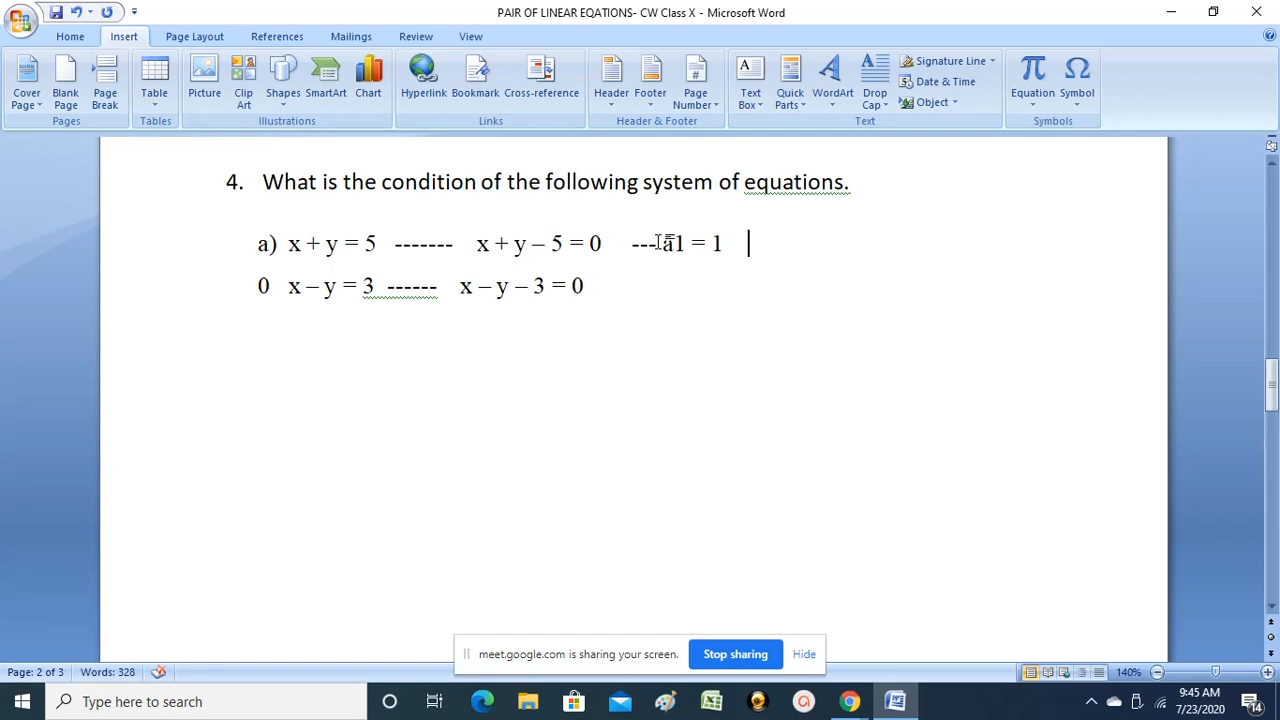 PAIR OF LINEAR EQATIONS- CW Class X - Microsoft Word
Home Insert Page Layout References Mailings Review View
Cover Page Blank Page Page Break Table Picture Clip Art Shapes SmartArt Chart Hyperlink Bookmark Cross-reference Header Footer Page Number Text Box Quick Parts WordArt Drop Cap Signature Line Date & Time Object Equation Symbol
Pages Tables Illustrations Links Header & Footer Text Symbols
4. What is the condition of the following system of equations.
a) x + y = 5 ------- x + y – 5 = 0 ---a1 = 1
0 x – y = 3 ------ x – y – 3 = 0
meet.google.com is sharing your screen. Stop sharing Hide
Page: 2 of 3 Words: 328 140%
Type here to search
9:45 AM
7/23/2020
14